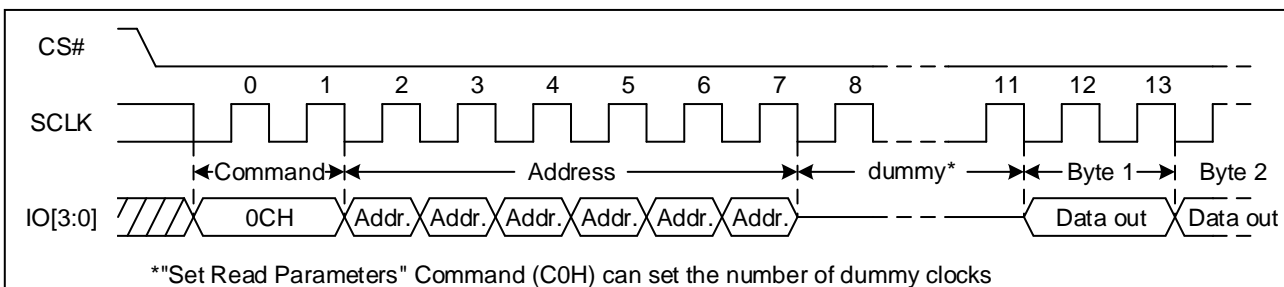 CS#
0 1 2 3 4 5 6 7 8 11 12 13
SCLK
Command Address dummy* Byte 1 Byte 2
IO[3:0] 0CH Addr. Addr. Addr. Addr. Addr. Addr. Data out Data out
*"Set Read Parameters" Command (C0H) can set the number of dummy clocks